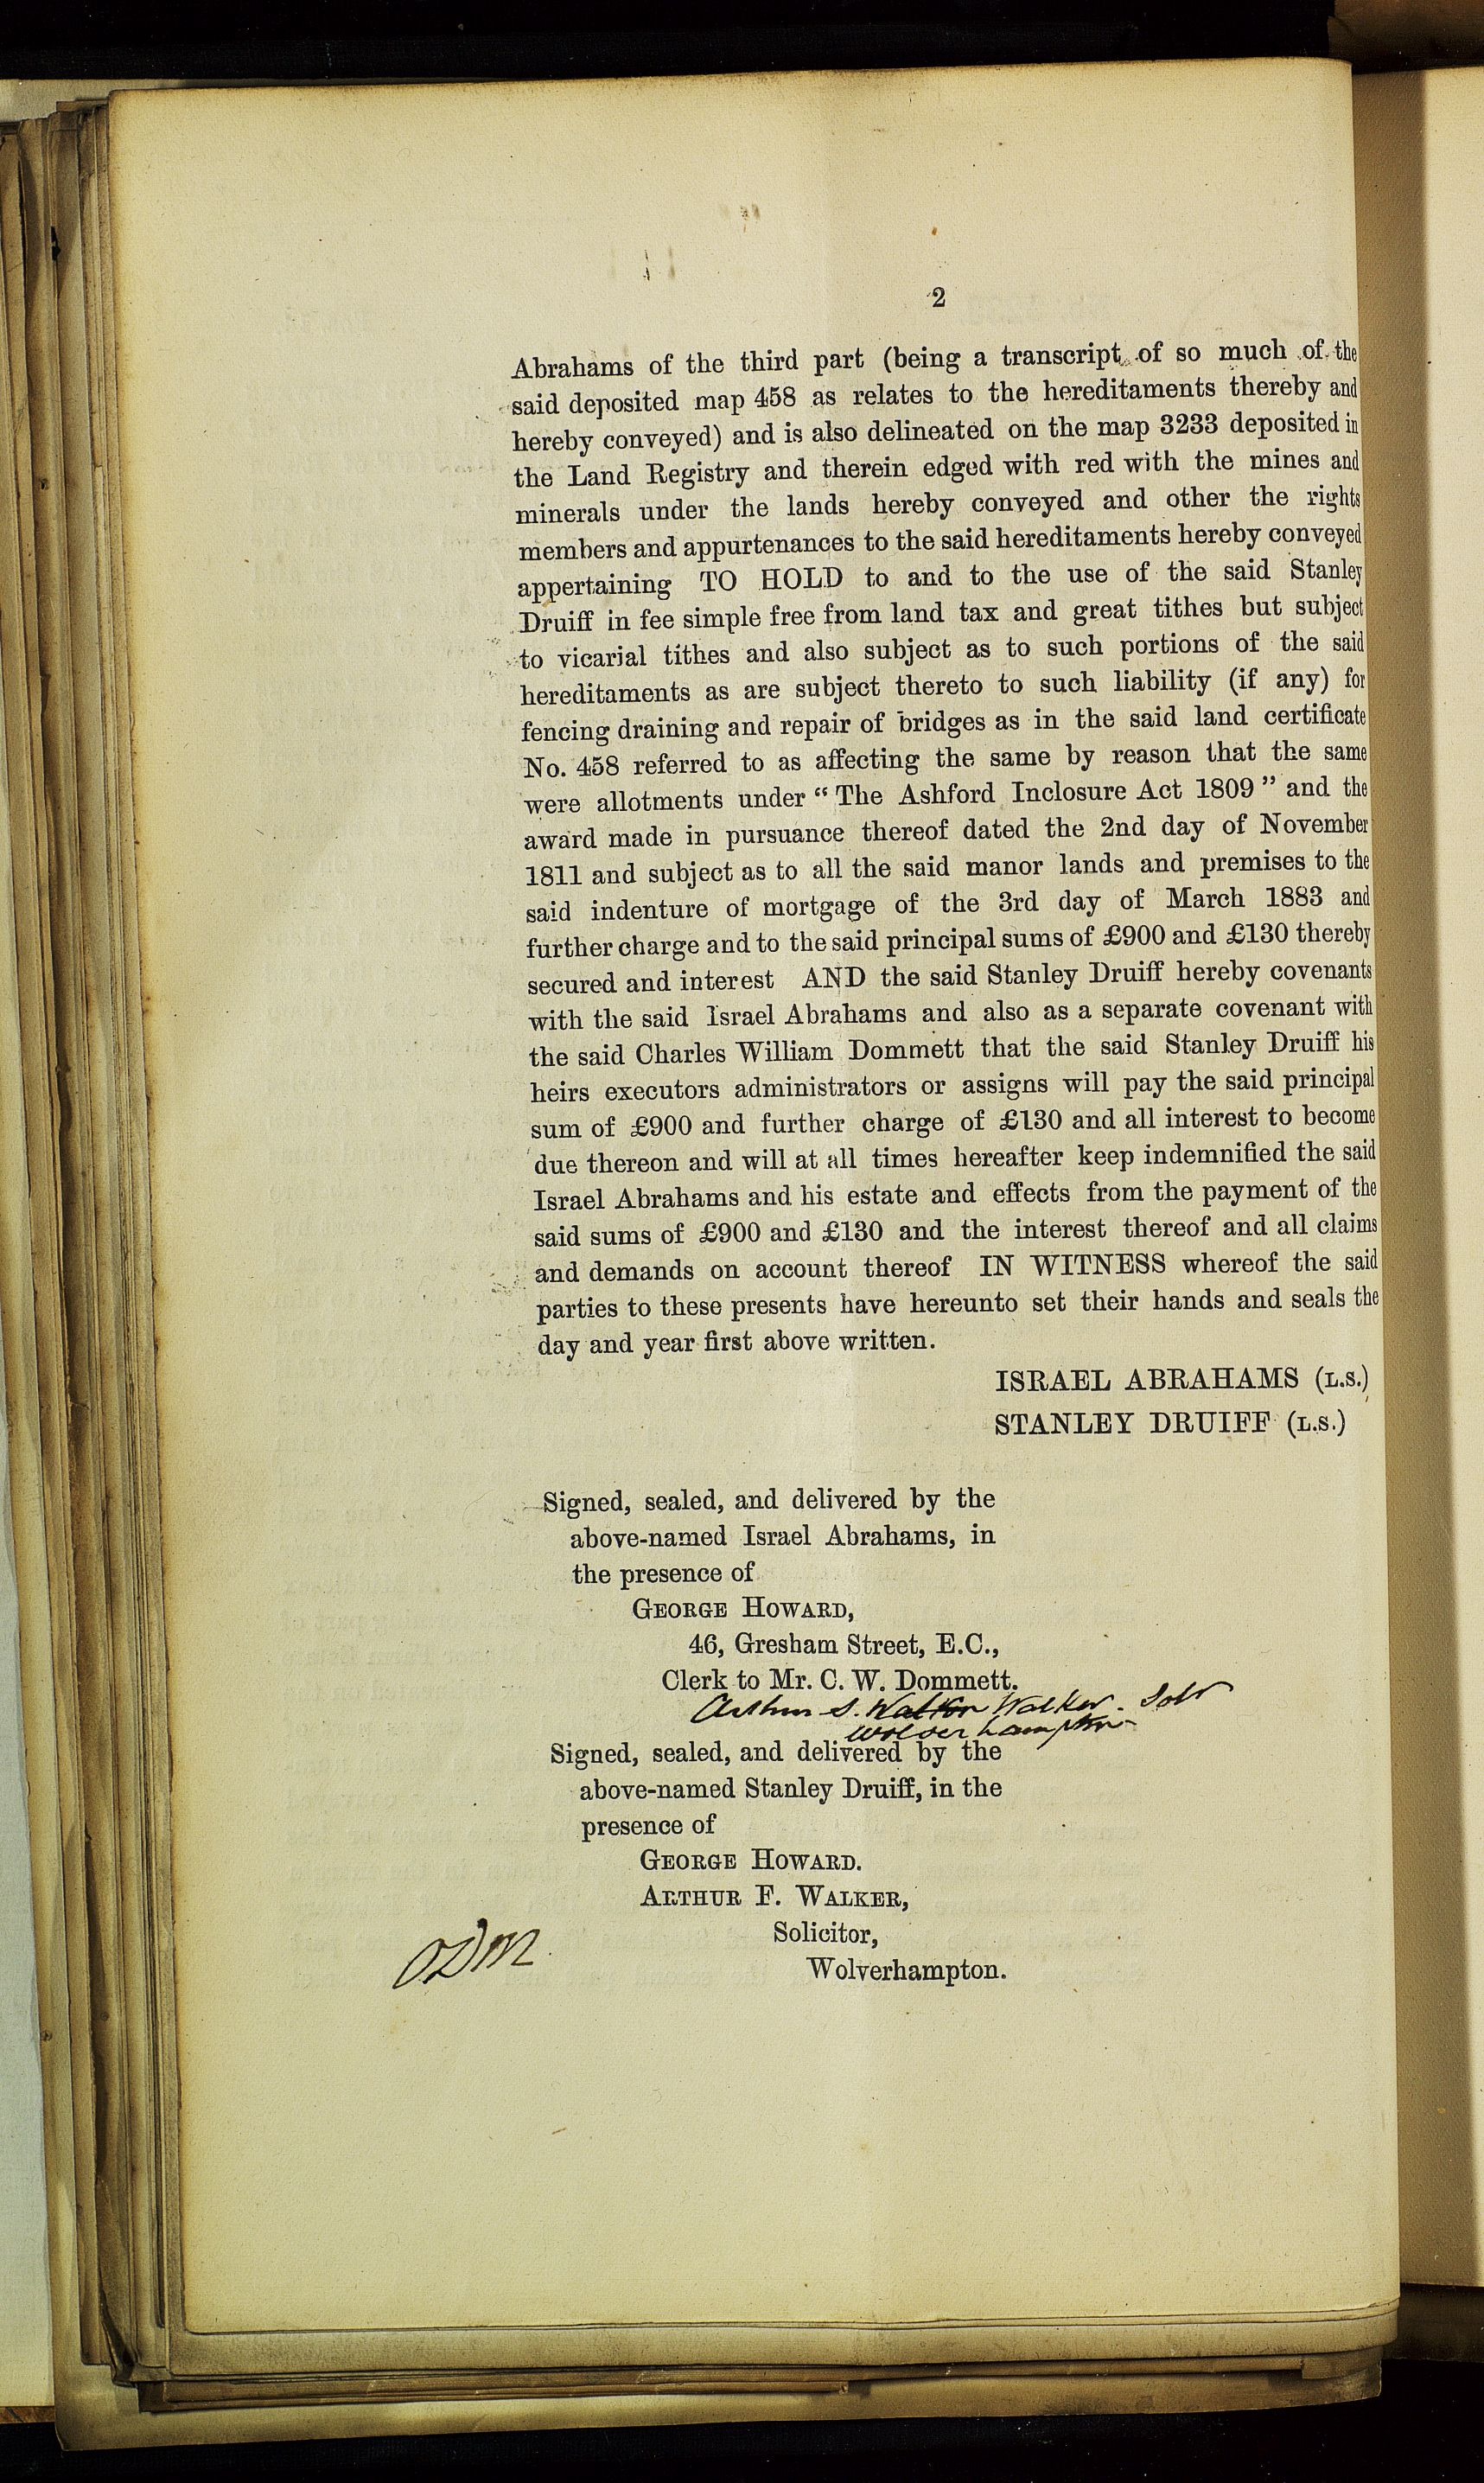 2
Abrahams of the third part (being a transcript of so much of the
said deposited map 458 as relates to the hereditaments thereby and
hereby conveyed) and is also delineated on the map 3233 deposited in
the Land Registry and therein edged with red with the mines and
minerals under the lands hereby conveyed and other the rights
members and appurtenances to the said hereditaments hereby conveyed
appertaining TO HOLD to and to the use of the said Stanley
Druiff in fee simple free from land tax and great tithes but subject
to vicarial tithes and also subject as to such portions of the said
hereditaments as are subject thereto to such liability (if any) for
fencing draining and repair of bridges as in the said land certificate
No. 458 referred to as affecting the same by reason that the same
were allotments under “ The Ashford Inclosure Act 1809 ” and the
award made in pursuance thereof dated the 2nd day of November
1811 and subject as to all the said manor lands and premises to the
said indenture of mortgage of the 3rd day of March 1883 and
further charge and to the said principal sums of £900 and £130 thereby
secured and interest AND the said Stanley Druiff hereby covenants
with the said Israel Abrahams and also as a separate covenant with
the said Charles William Dommett that the said Stanley Druiff his
heirs executors administrators or assigns will pay the said principal
sum of £900 and further charge of £130 and all interest to become
due thereon and will at all times hereafter keep indemnified the said
Israel Abrahams and his estate and effects from the payment of the
said sums of £900 and £130 and the interest thereof and all claims
and demands on account thereof IN WITNESS whereof the said
parties to these presents have hereunto set their hands and seals the
day and year first above written.
ISRAEL ABRAHAMS (L.S.)
STANLEY DRUIFF (L.S.)
Signed, sealed, and delivered by the
above-named Israel Abrahams, in
the presence of
GEORGE HOWARD,
46, Gresham Street, E.C.,
Clerk to Mr. C. W. Dommett.
Arthur Walker. Solr
Wolverhampton
Signed, sealed, and delivered by the
above-named Stanley Druiff, in the
presence of
GEORGE HOWARD.
ARTHUR F. WALKER,
Solicitor,
Wolverhampton.